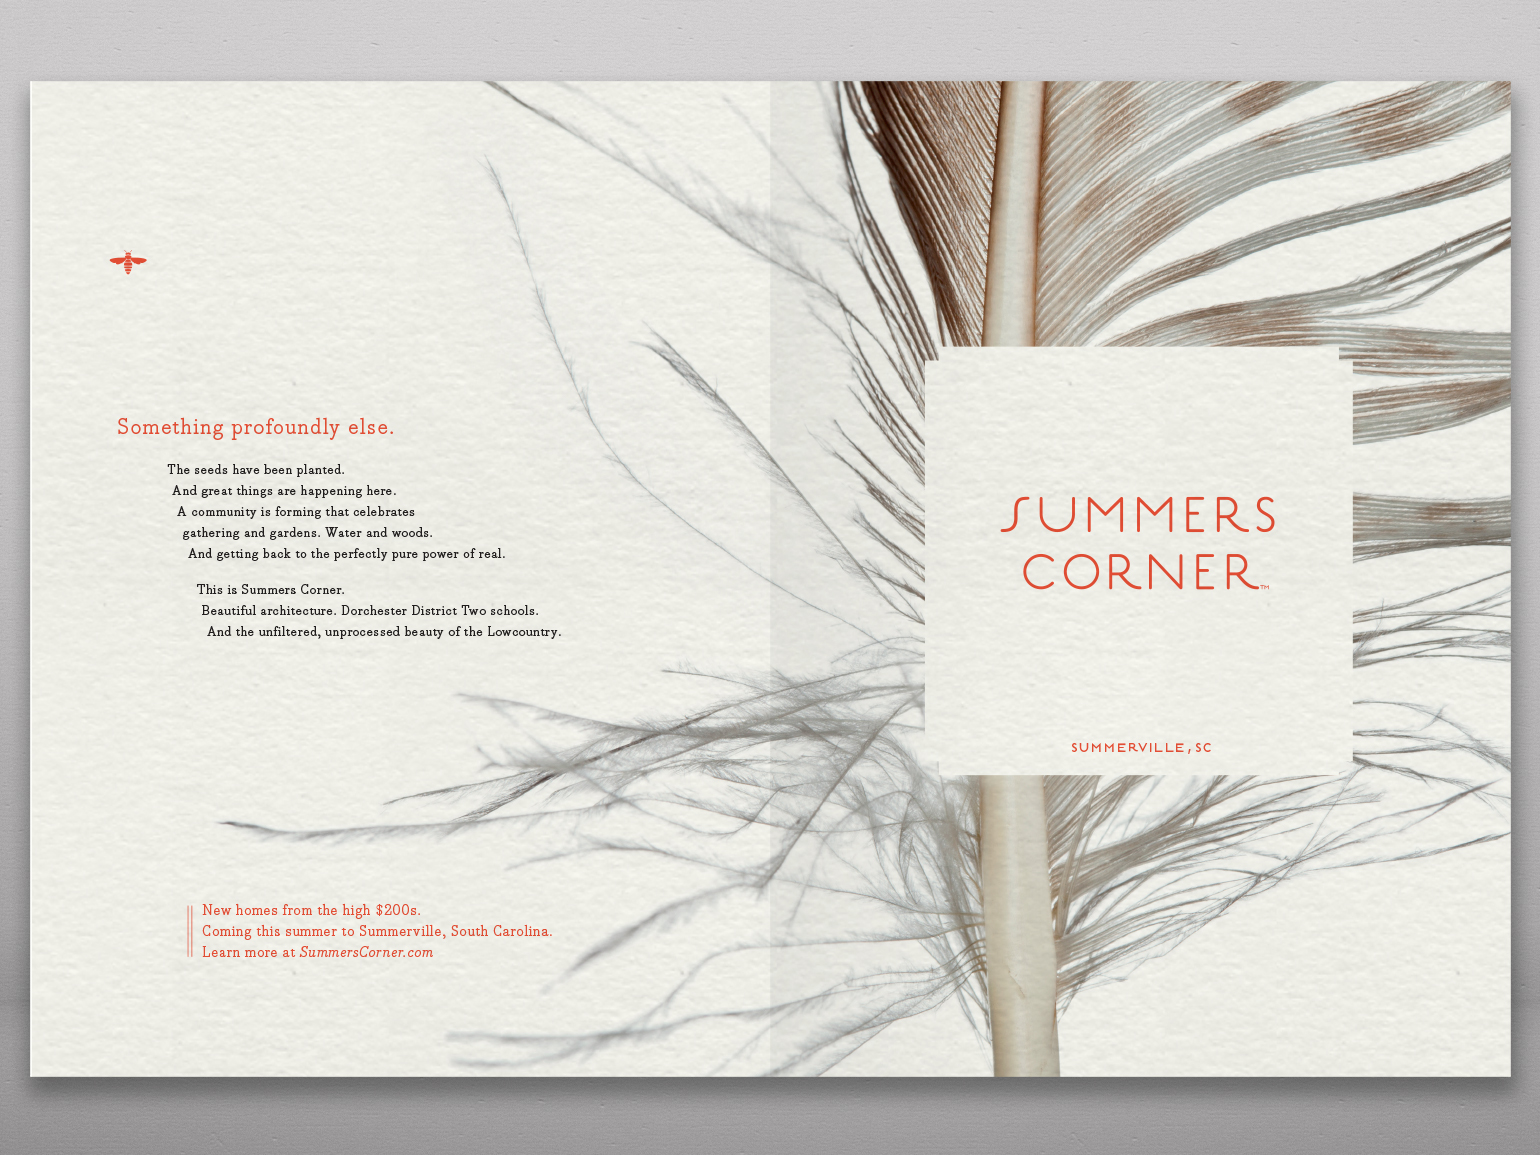 Something profoundly else.
The seeds have been planted.
And great things are happening here.
A community is forming that celebrates
gathering and gardens. Water and woods.
And getting back to the perfectly pure power of real.
This is Summers Corner.
Beautiful architecture. Dorchester District Two schools.
And the unfiltered, unprocessed beauty of the Lowcountry.
New homes from the high $200s.
Coming this summer to Summerville, South Carolina.
Learn more at SummersCorner.com
SUMMERS
CORNER™
SUMMERVILLE, SC